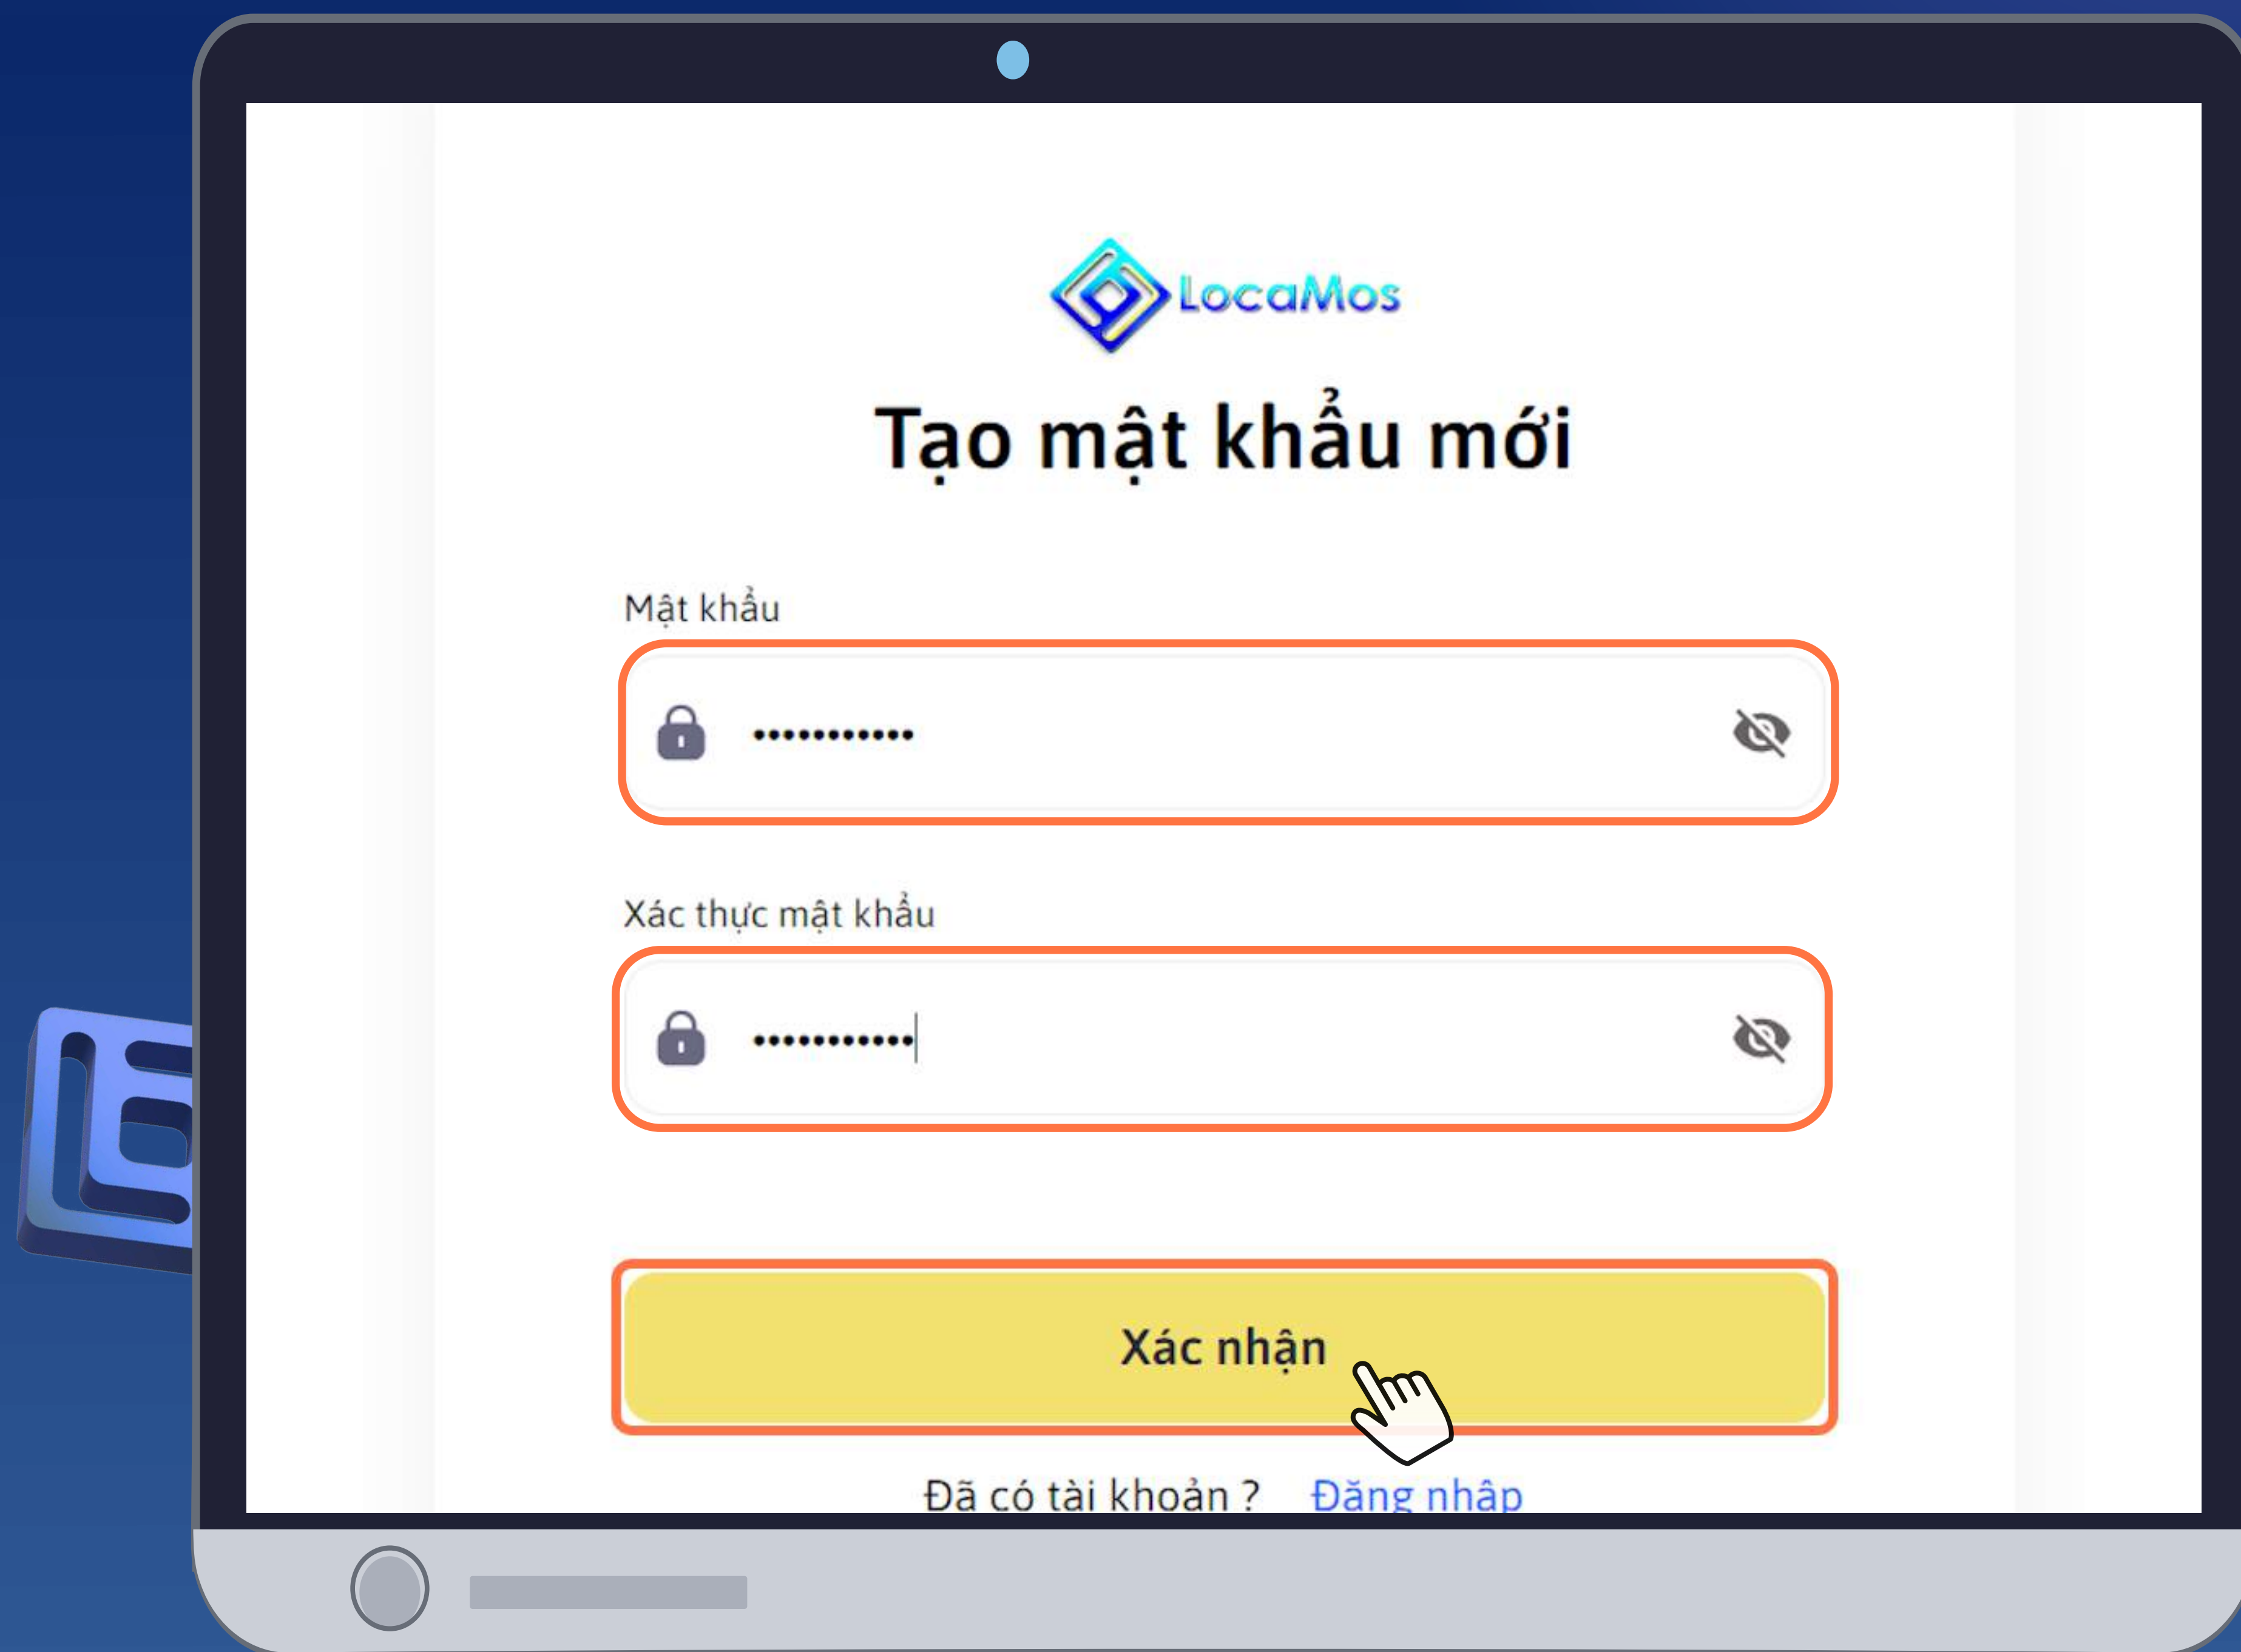 LocaMos
Tạo mật khẩu mới
Mật khẩu
•••••••••••
Xác thực mật khẩu
•••••••••••
Xác nhận
Đã có tài khoản ? Đăng nhập